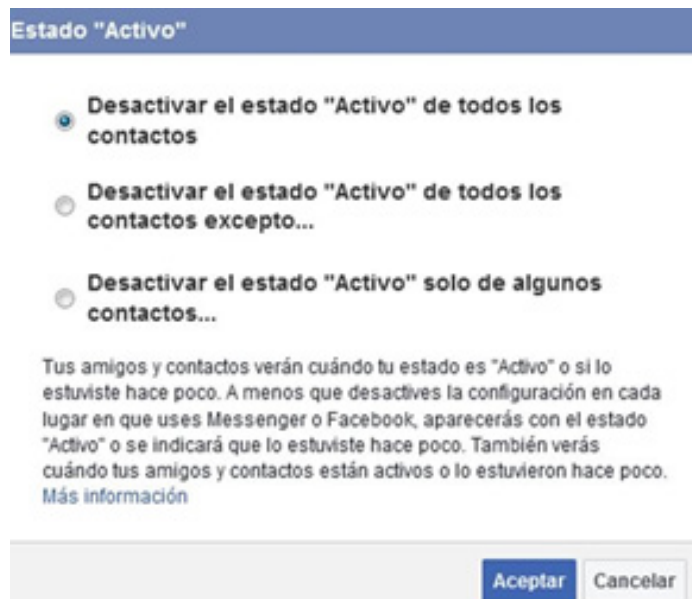 Estado "Activo"
Desactivar el estado "Activo" de todos los
contactos
Desactivar el estado "Activo" de todos los
contactos excepto...
Desactivar el estado "Activo" solo de algunos
contactos...
Tus amigos y contactos verán cuándo tu estado es "Activo" o si lo
estuviste hace poco. A menos que desactives la configuración en cada
lugar en que uses Messenger o Facebook, aparecerás con el estado
"Activo" o se indicará que lo estuviste hace poco. También verás
cuándo tus amigos y contactos están activos o lo estuvieron hace poco.
Más información
Aceptar Cancelar